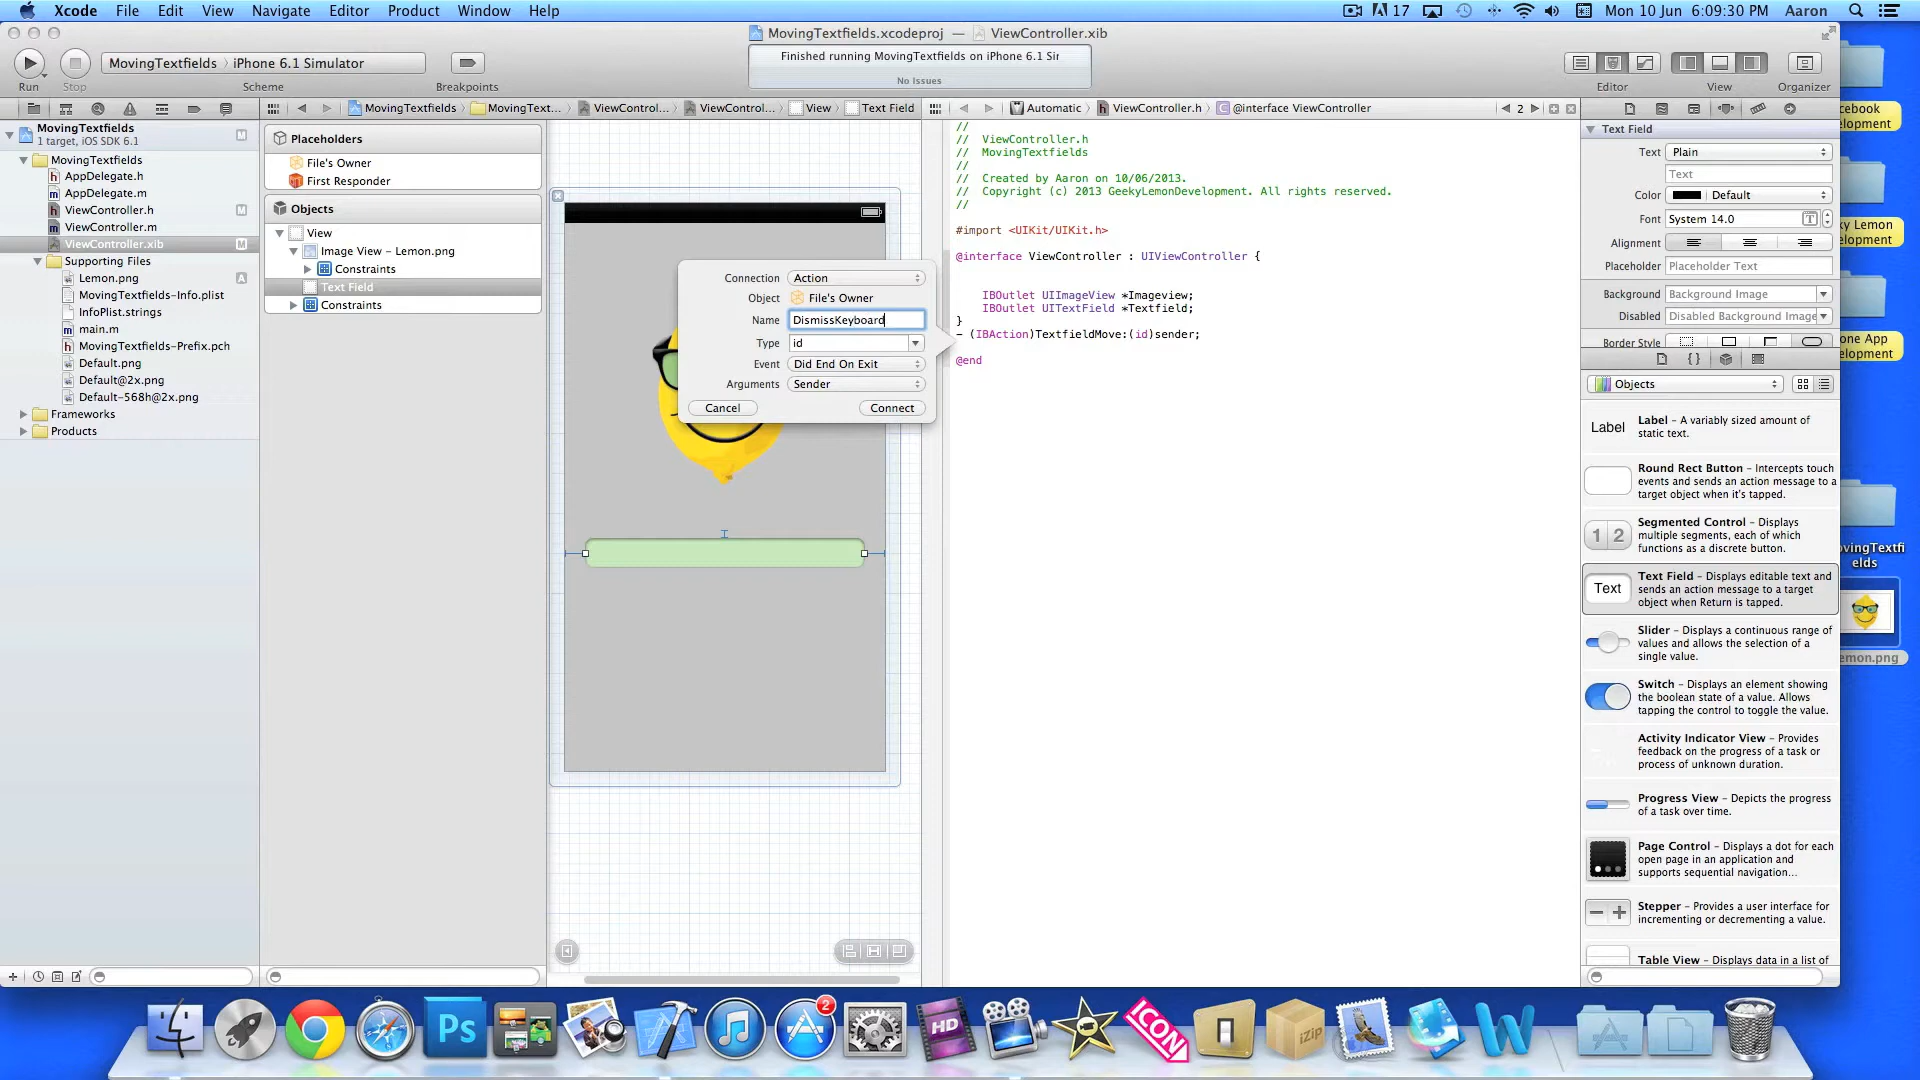 Xcode File Edit View Navigate Editor Product Window Help
17 Mon 10 Jun 6:09:30 PM Aaron
MovingTextfields.xcodeproj — ViewController.xib
MovingTextfields › iPhone 6.1 Simulator
Finished running MovingTextfields on iPhone 6.1 Sir
No Issues
Run Stop Scheme Breakpoints Editor View Organizer
MovingTextfields MovingText... ViewControl... ViewControl... View Text Field
Automatic ViewController.h @interface ViewController 2
MovingTextfields
1 target, iOS SDK 6.1
M
MovingTextfields
AppDelegate.h
AppDelegate.m
ViewController.h M
ViewController.m
ViewController.xib M
Supporting Files
Lemon.png A
MovingTextfields-Info.plist
InfoPlist.strings
main.m
MovingTextfields-Prefix.pch
Default.png
Default@2x.png
Default-568h@2x.png
Frameworks
Products
Placeholders
File's Owner
First Responder
Objects
View
Image View - Lemon.png
Constraints
Text Field
Constraints
Connection Action
Object File's Owner
Name DismissKeyboard
Type id
Event Did End On Exit
Arguments Sender
Cancel Connect
//
// ViewController.h
// MovingTextfields
//
// Created by Aaron on 10/06/2013.
// Copyright (c) 2013 GeekyLemonDevelopment. All rights reserved.
//
#import <UIKit/UIKit.h>
@interface ViewController : UIViewController {
IBOutlet UIImageView *Imageview;
IBOutlet UITextField *Textfield;
}
- (IBAction)TextfieldMove:(id)sender;
@end
Text Field
Text Plain
Text
Color Default
Font System 14.0
Alignment
Placeholder Placeholder Text
Background Background Image
Disabled Disabled Background Image
Border Style
Objects
Label
Label - A variably sized amount of
static text.
Round Rect Button - Intercepts touch
events and sends an action message to a
target object when it's tapped.
1 2
Segmented Control - Displays
multiple segments, each of which
functions as a discrete button.
Text
Text Field - Displays editable text and
sends an action message to a target
object when Return is tapped.
Slider - Displays a continuous range of
values and allows the selection of a
single value.
Switch - Displays an element showing
the boolean state of a value. Allows
tapping the control to toggle the value.
Activity Indicator View - Provides
feedback on the progress of a task or
process of unknown duration.
Progress View - Depicts the progress
of a task over time.
Page Control - Displays a dot for each
open page in an application and
supports sequential navigation...
Stepper - Provides a user interface for
incrementing or decrementing a value.
Table View - Displays data in a list of
cebook
elopment
ky Lemon
elopment
one App
elopment
vingTextfi
elds
emon.png
Ps
2
HD
ICON
iZip
W